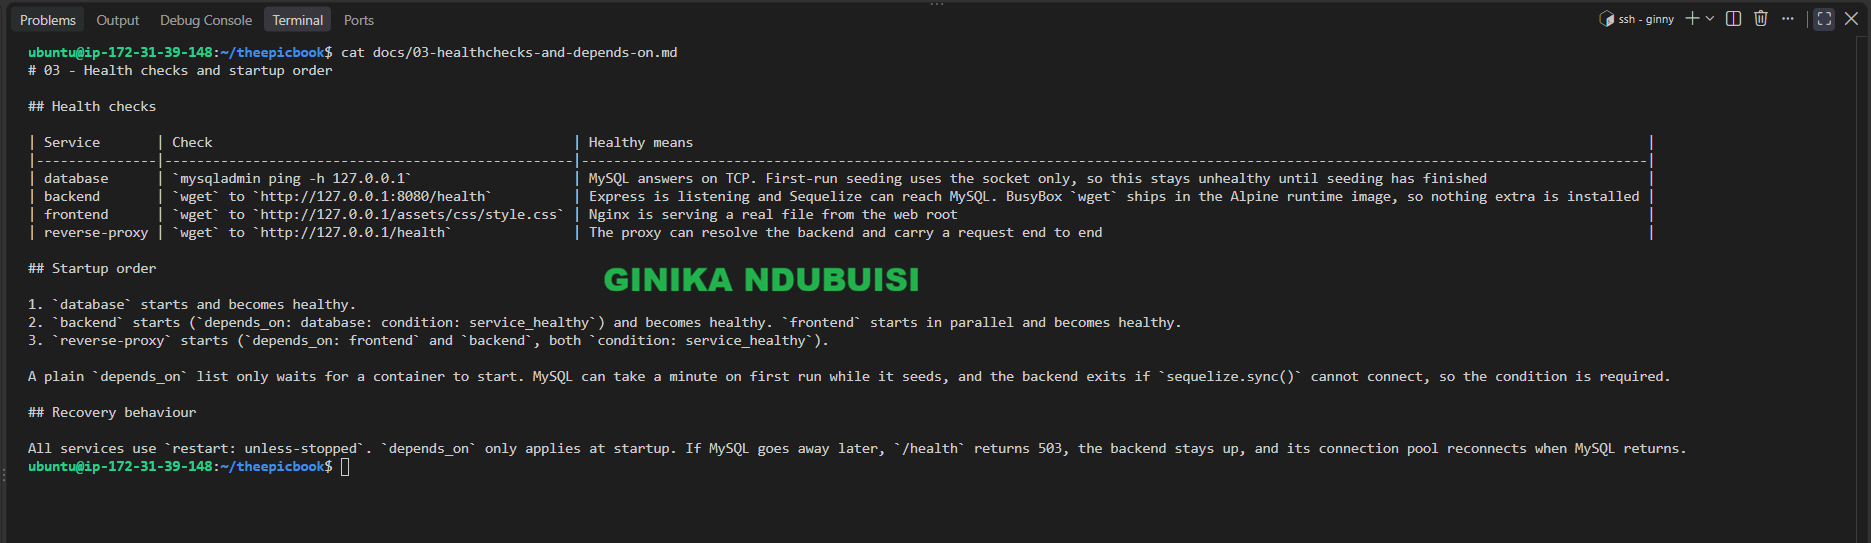 Problems Output Debug Console Terminal Ports ssh - ginny
ubuntu@ip-172-31-39-148:~/theepicbook$ cat docs/03-healthchecks-and-depends-on.md
# 03 - Health checks and startup order
## Health checks
| Service | Check | Healthy means |
|---------------|--------------------------------------------------|----------------------------------------------------------------------------------------------------------------------------------|
| database | `mysqladmin ping -h 127.0.0.1` | MySQL answers on TCP. First-run seeding uses the socket only, so this stays unhealthy until seeding has finished |
| backend | `wget` to `http://127.0.0.1:8080/health` | Express is listening and Sequelize can reach MySQL. BusyBox `wget` ships in the Alpine runtime image, so nothing extra is installed |
| frontend | `wget` to `http://127.0.0.1/assets/css/style.css` | Nginx is serving a real file from the web root |
| reverse-proxy | `wget` to `http://127.0.0.1/health` | The proxy can resolve the backend and carry a request end to end |
## Startup order
GINIKA NDUBUISI
1. `database` starts and becomes healthy.
2. `backend` starts (`depends_on: database: condition: service_healthy`) and becomes healthy. `frontend` starts in parallel and becomes healthy.
3. `reverse-proxy` starts (`depends_on: frontend` and `backend`, both `condition: service_healthy`).
A plain `depends_on` list only waits for a container to start. MySQL can take a minute on first run while it seeds, and the backend exits if `sequelize.sync()` cannot connect, so the condition is required.
## Recovery behaviour
All services use `restart: unless-stopped`. `depends_on` only applies at startup. If MySQL goes away later, `/health` returns 503, the backend stays up, and its connection pool reconnects when MySQL returns.
ubuntu@ip-172-31-39-148:~/theepicbook$